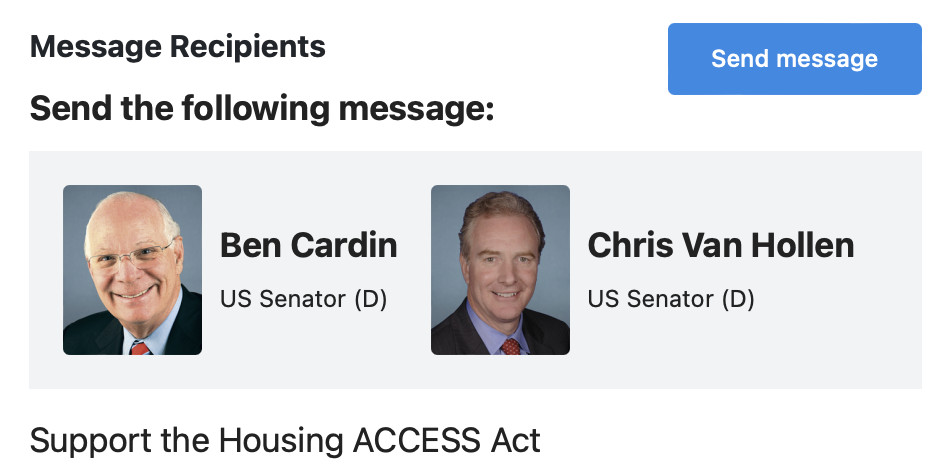 Message Recipients
Send message
Send the following message:
Ben Cardin
US Senator (D)
Chris Van Hollen
US Senator (D)
Support the Housing ACCESS Act